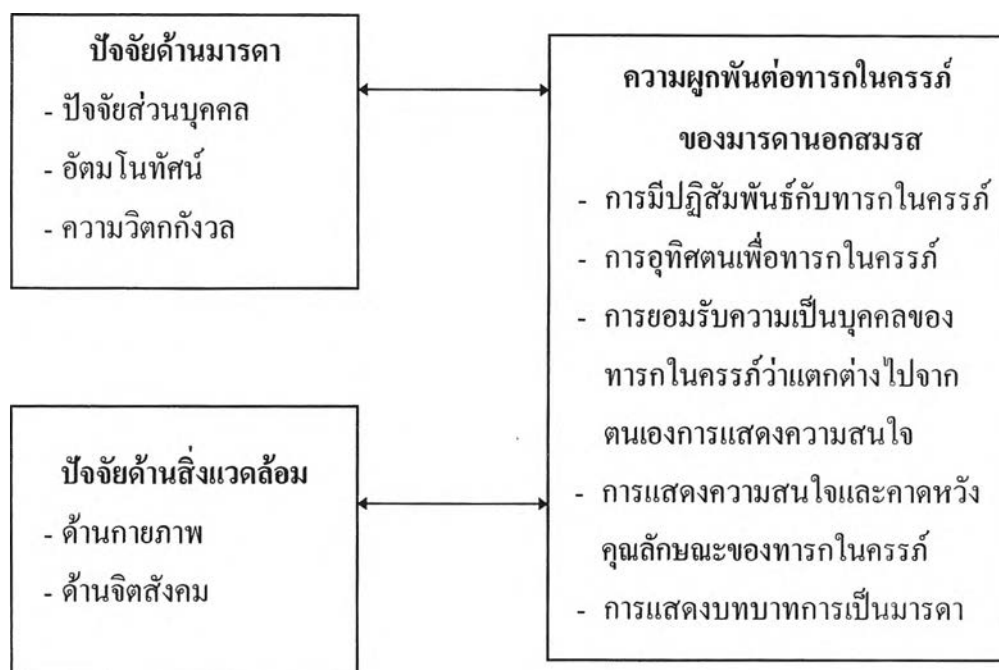 ปัจจัยด้านมารดา
- ปัจจัยส่วนบุคคล
- อัตมโนทัศน์
- ความวิตกกังวล
ปัจจัยด้านสิ่งแวดล้อม
- ด้านกายภาพ
- ด้านจิตสังคม
ความผูกพันต่อทารกในครรภ์
ของมารดานอกสมรส
- การมีปฏิสัมพันธ์กับทารกในครรภ์
- การอุทิศตนเพื่อทารกในครรภ์
- การยอมรับความเป็นบุคคลของ
ทารกในครรภ์ว่าแตกต่างไปจาก
ตนเองการแสดงความสนใจ
- การแสดงความสนใจและคาดหวัง
คุณลักษณะของทารกในครรภ์
- การแสดงบทบาทการเป็นมารดา